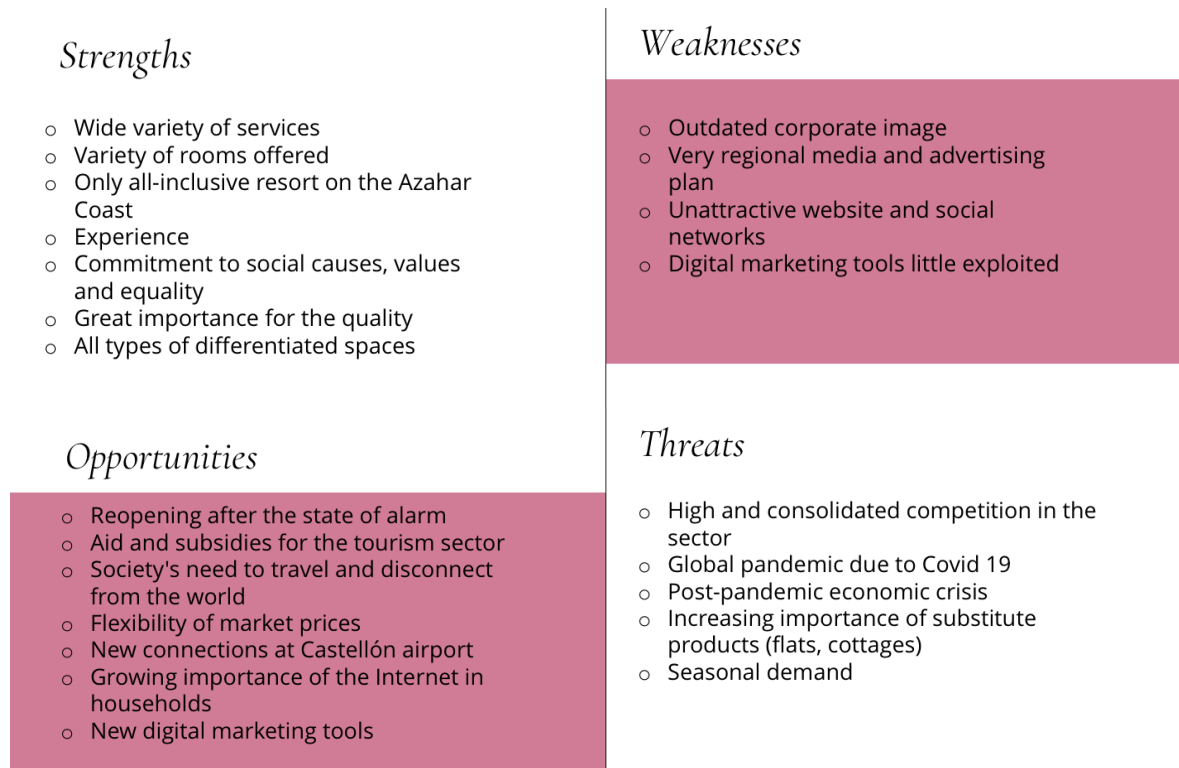 Strengths
○ Wide variety of services
○ Variety of rooms offered
○ Only all-inclusive resort on the Azahar
Coast
○ Experience
○ Commitment to social causes, values
and equality
○ Great importance for the quality
○ All types of differentiated spaces
Weaknesses
○ Outdated corporate image
○ Very regional media and advertising
plan
○ Unattractive website and social
networks
○ Digital marketing tools little exploited
Opportunities
○ Reopening after the state of alarm
○ Aid and subsidies for the tourism sector
○ Society's need to travel and disconnect
from the world
○ Flexibility of market prices
○ New connections at Castellón airport
○ Growing importance of the Internet in
households
○ New digital marketing tools
Threats
○ High and consolidated competition in the
sector
○ Global pandemic due to Covid 19
○ Post-pandemic economic crisis
○ Increasing importance of substitute
products (flats, cottages)
○ Seasonal demand